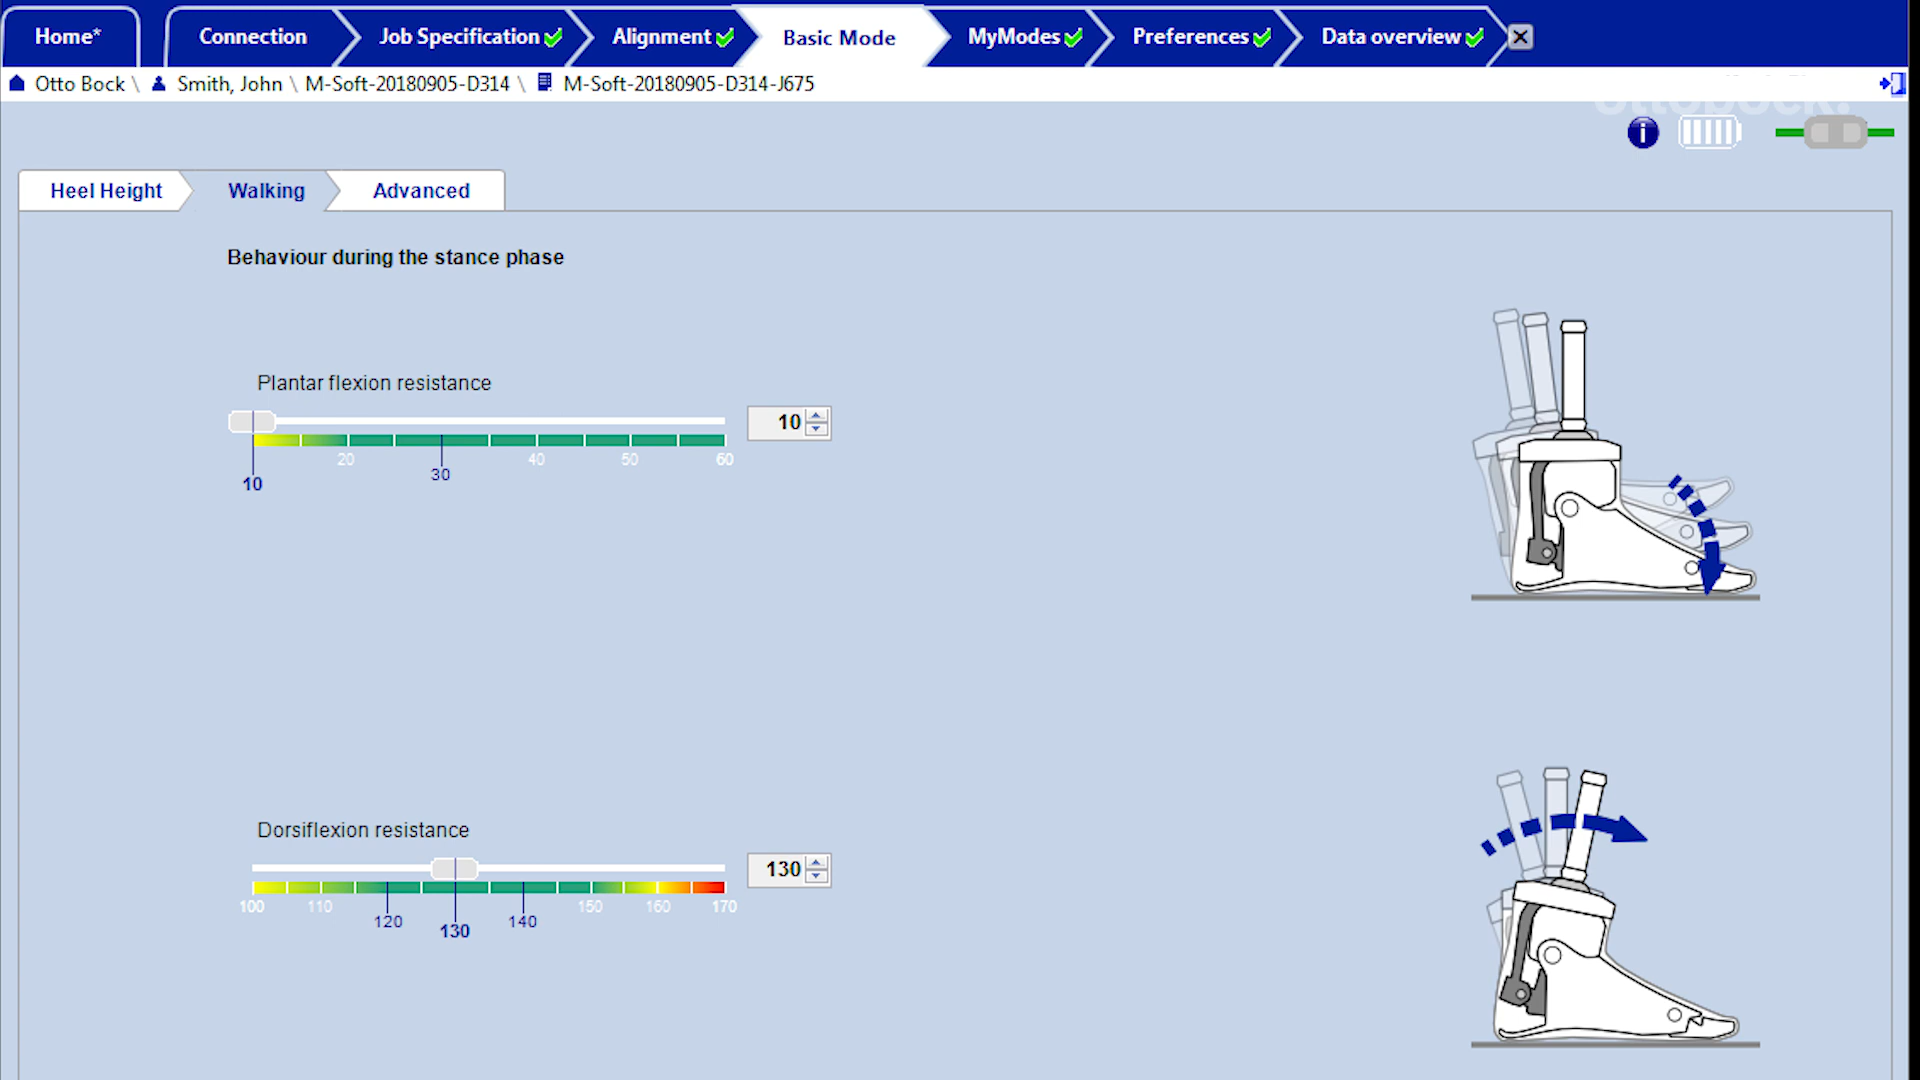 Home* Connection Job Specification Alignment Basic Mode MyModes Preferences Data overview
Otto Bock \ Smith, John \ M-Soft-20180905-D314 \ M-Soft-20180905-D314-J675
ottobock.
Heel Height Walking Advanced
Behaviour during the stance phase
Plantar flexion resistance
10
20 40 50 60
30
10
Dorsiflexion resistance
130
100 110 150 160 170
120 140
130